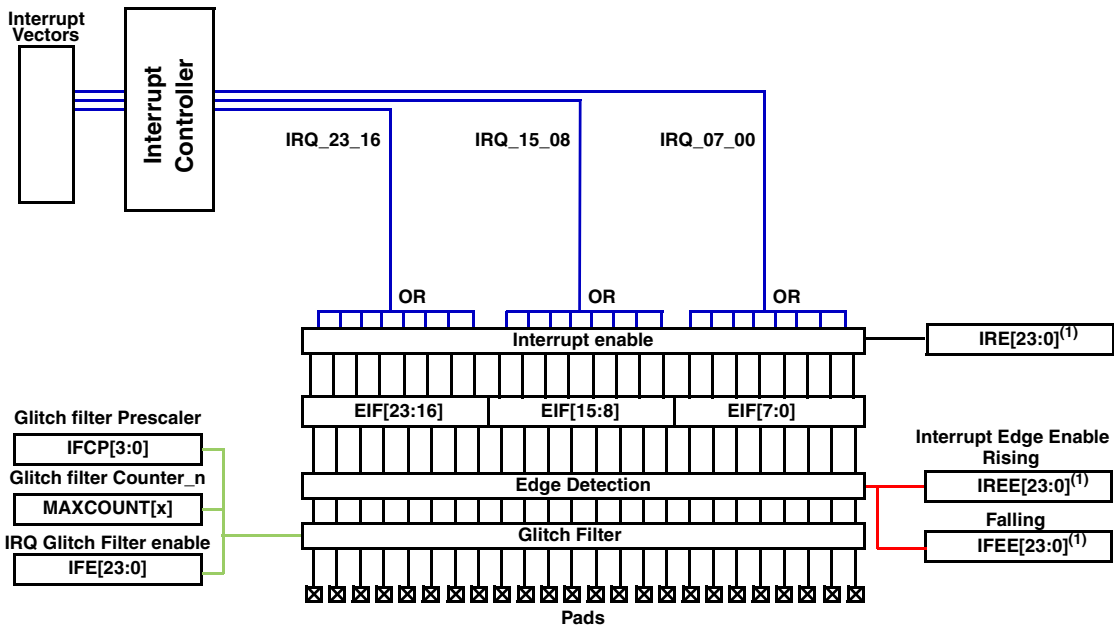 Interrupt
Vectors
Interrupt
Controller
IRQ_23_16
IRQ_15_08
IRQ_07_00
OR
OR
OR
Interrupt enable
IRE[23:0](1)
EIF[23:16]
EIF[15:8]
EIF[7:0]
Glitch filter Prescaler
IFCP[3:0]
Glitch filter Counter_n
MAXCOUNT[x]
IRQ Glitch Filter enable
IFE[23:0]
Edge Detection
Glitch Filter
Interrupt Edge Enable
Rising
IREE[23:0](1)
Falling
IFEE[23:0](1)
Pads